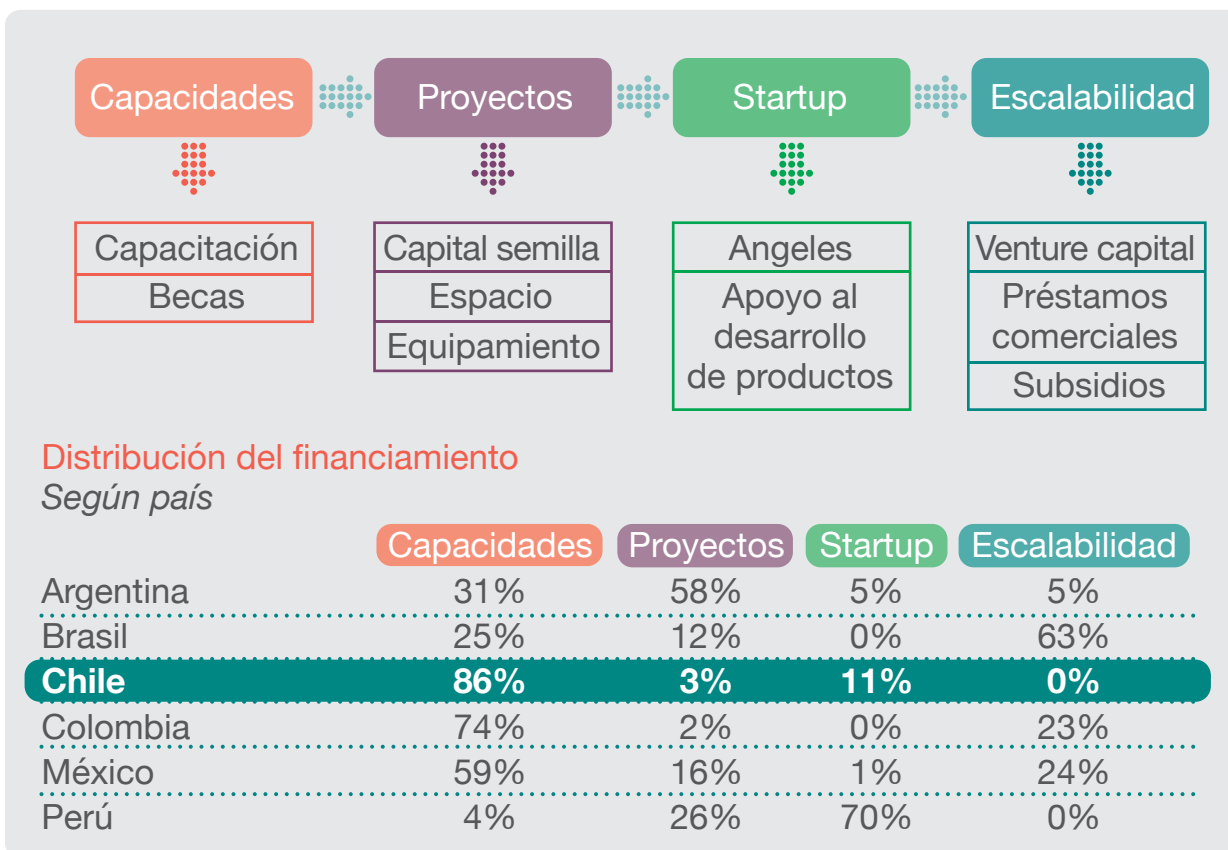 Capacidades Proyectos Startup Escalabilidad
Capacitación
Becas
Capital semilla
Espacio
Equipamiento
Angeles
Apoyo al
desarrollo
de productos
Venture capital
Préstamos
comerciales
Subsidios
Distribución del financiamiento
Según país
Capacidades Proyectos Startup Escalabilidad
Argentina 31% 58% 5% 5%
Brasil 25% 12% 0% 63%
Chile 86% 3% 11% 0%
Colombia 74% 2% 0% 23%
México 59% 16% 1% 24%
Perú 4% 26% 70% 0%